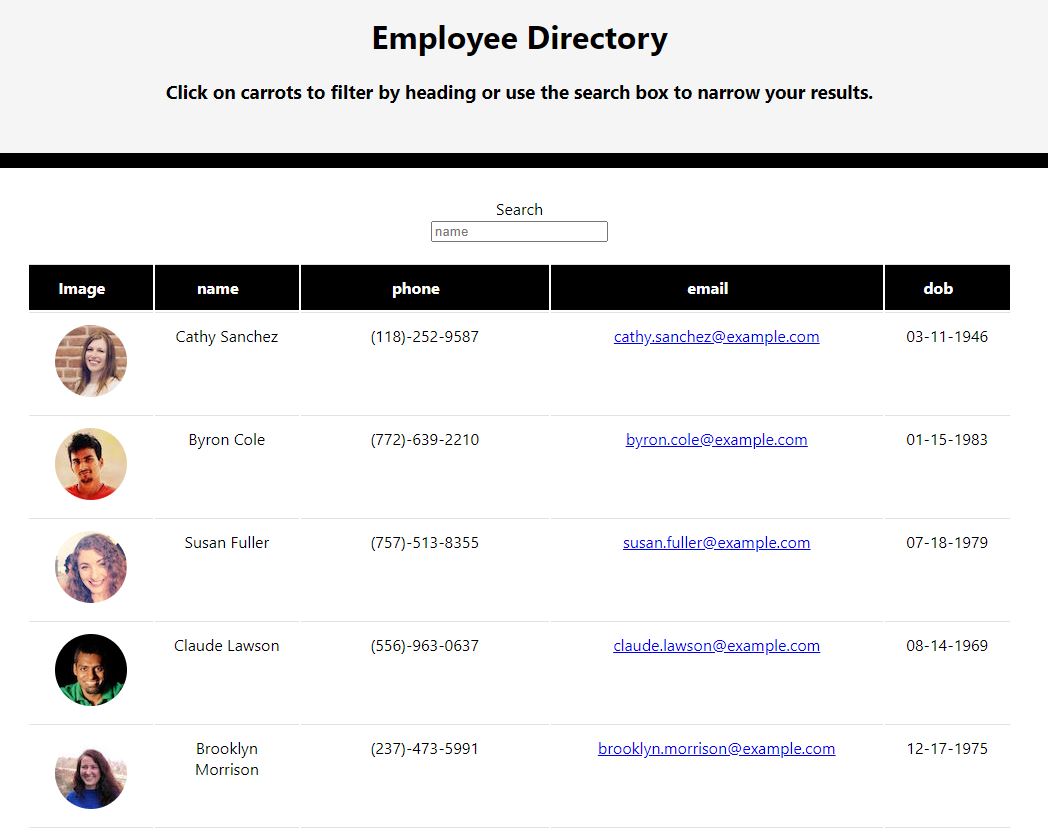 Employee Directory
Click on carrots to filter by heading or use the search box to narrow your results.
Search
name
Image name phone email dob
Cathy Sanchez (118)-252-9587 cathy.sanchez@example.com 03-11-1946
Byron Cole (772)-639-2210 byron.cole@example.com 01-15-1983
Susan Fuller (757)-513-8355 susan.fuller@example.com 07-18-1979
Claude Lawson (556)-963-0637 claude.lawson@example.com 08-14-1969
Brooklyn (237)-473-5991 brooklyn.morrison@example.com 12-17-1975
Morrison